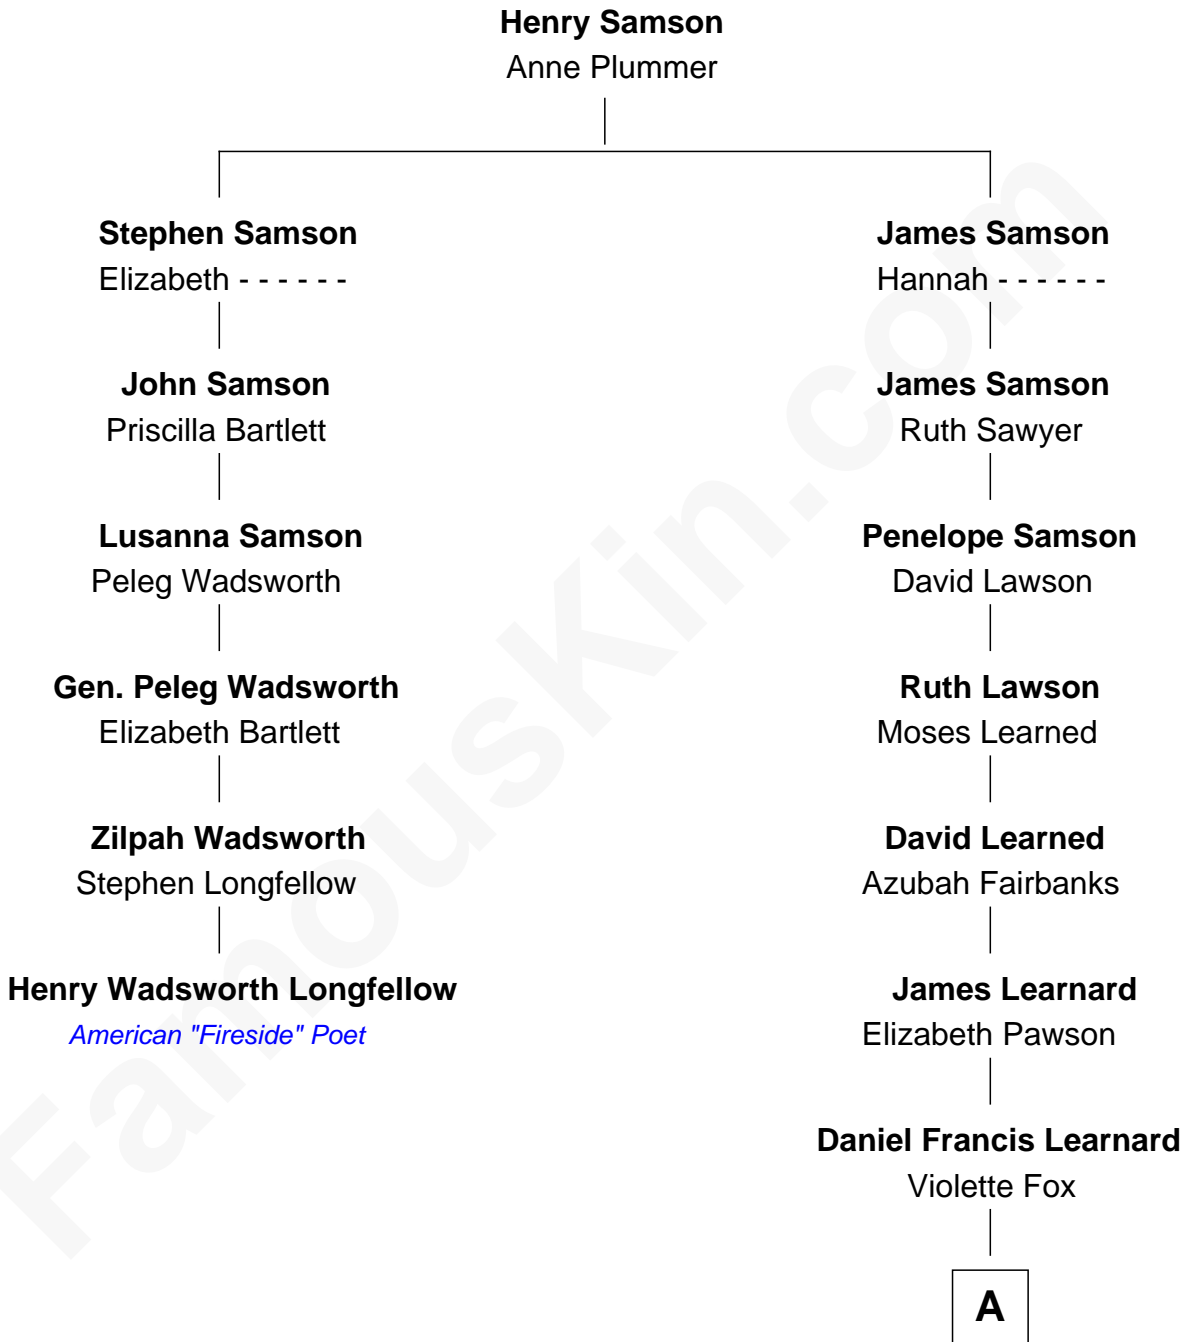 Henry Samson
Anne Plummer
Stephen Samson
Elizabeth - - - - - -
James Samson
Hannah - - - - - -
John Samson
Priscilla Bartlett
James Samson
Ruth Sawyer
Lusanna Samson
Peleg Wadsworth
Penelope Samson
David Lawson
Gen. Peleg Wadsworth
Elizabeth Bartlett
Ruth Lawson
Moses Learned
Zilpah Wadsworth
Stephen Longfellow
David Learned
Azubah Fairbanks
Henry Wadsworth Longfellow
American "Fireside" Poet
James Learnard
Elizabeth Pawson
Daniel Francis Learnard
Violette Fox
A
FamousKin.com